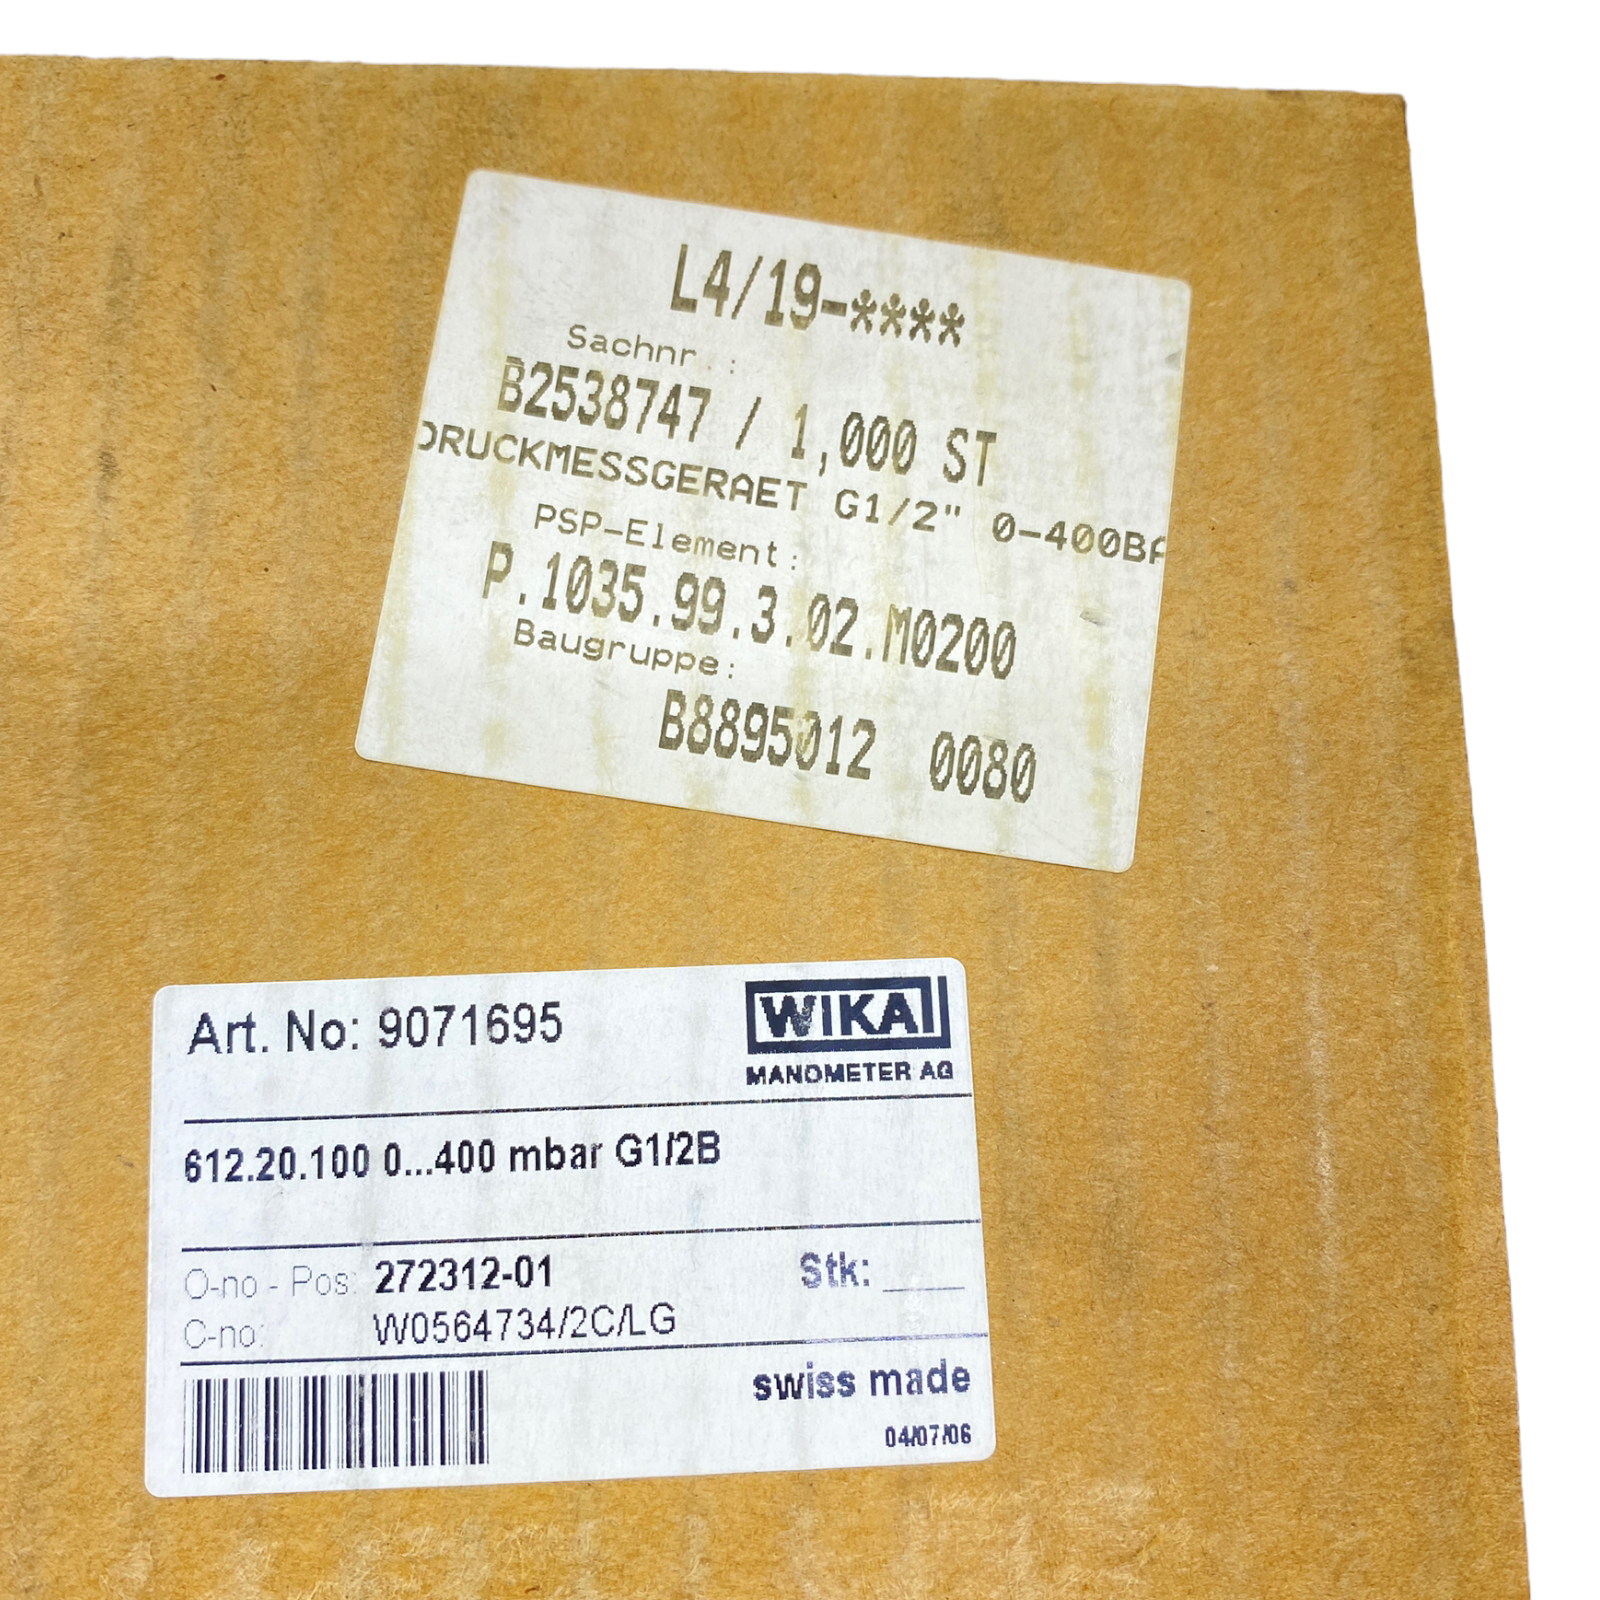 L4/19-****
Sachnr.:
B2538747 / 1,000 ST
DRUCKMESSGERAET G1/2" 0-400BA
PSP-Element:
P.1035.99.3.02.M0200
Baugruppe:
B8895012 0080
Art. No: 9071695
WIKA
MANOMETER AG
612.20.100 0...400 mbar G1/2B
O-no - Pos: 272312-01
Stk: ____
C-no: W0564734/2C/LG
swiss made
04/07/06